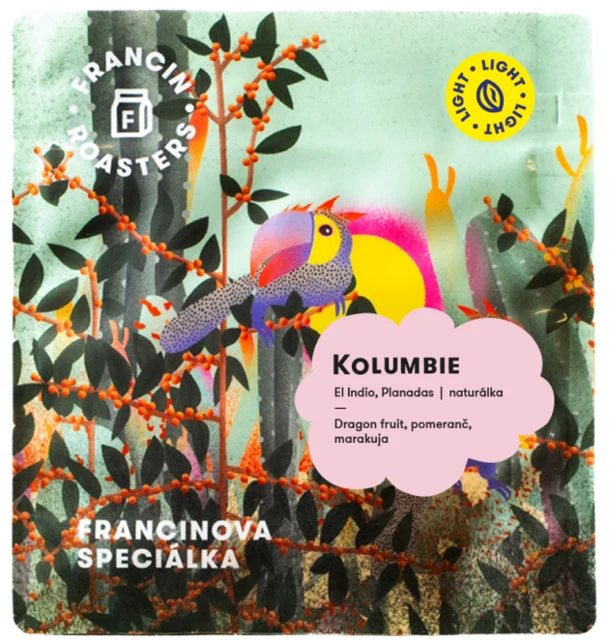 FRANCIN
ROASTERS
F
LIGHT • LIGHT • LIGHT •
KOLUMBIE
El Indio, Planadas | naturálka
—
Dragon fruit, pomeranč,
marakuja
FRANCINOVA
SPECIÁLKA